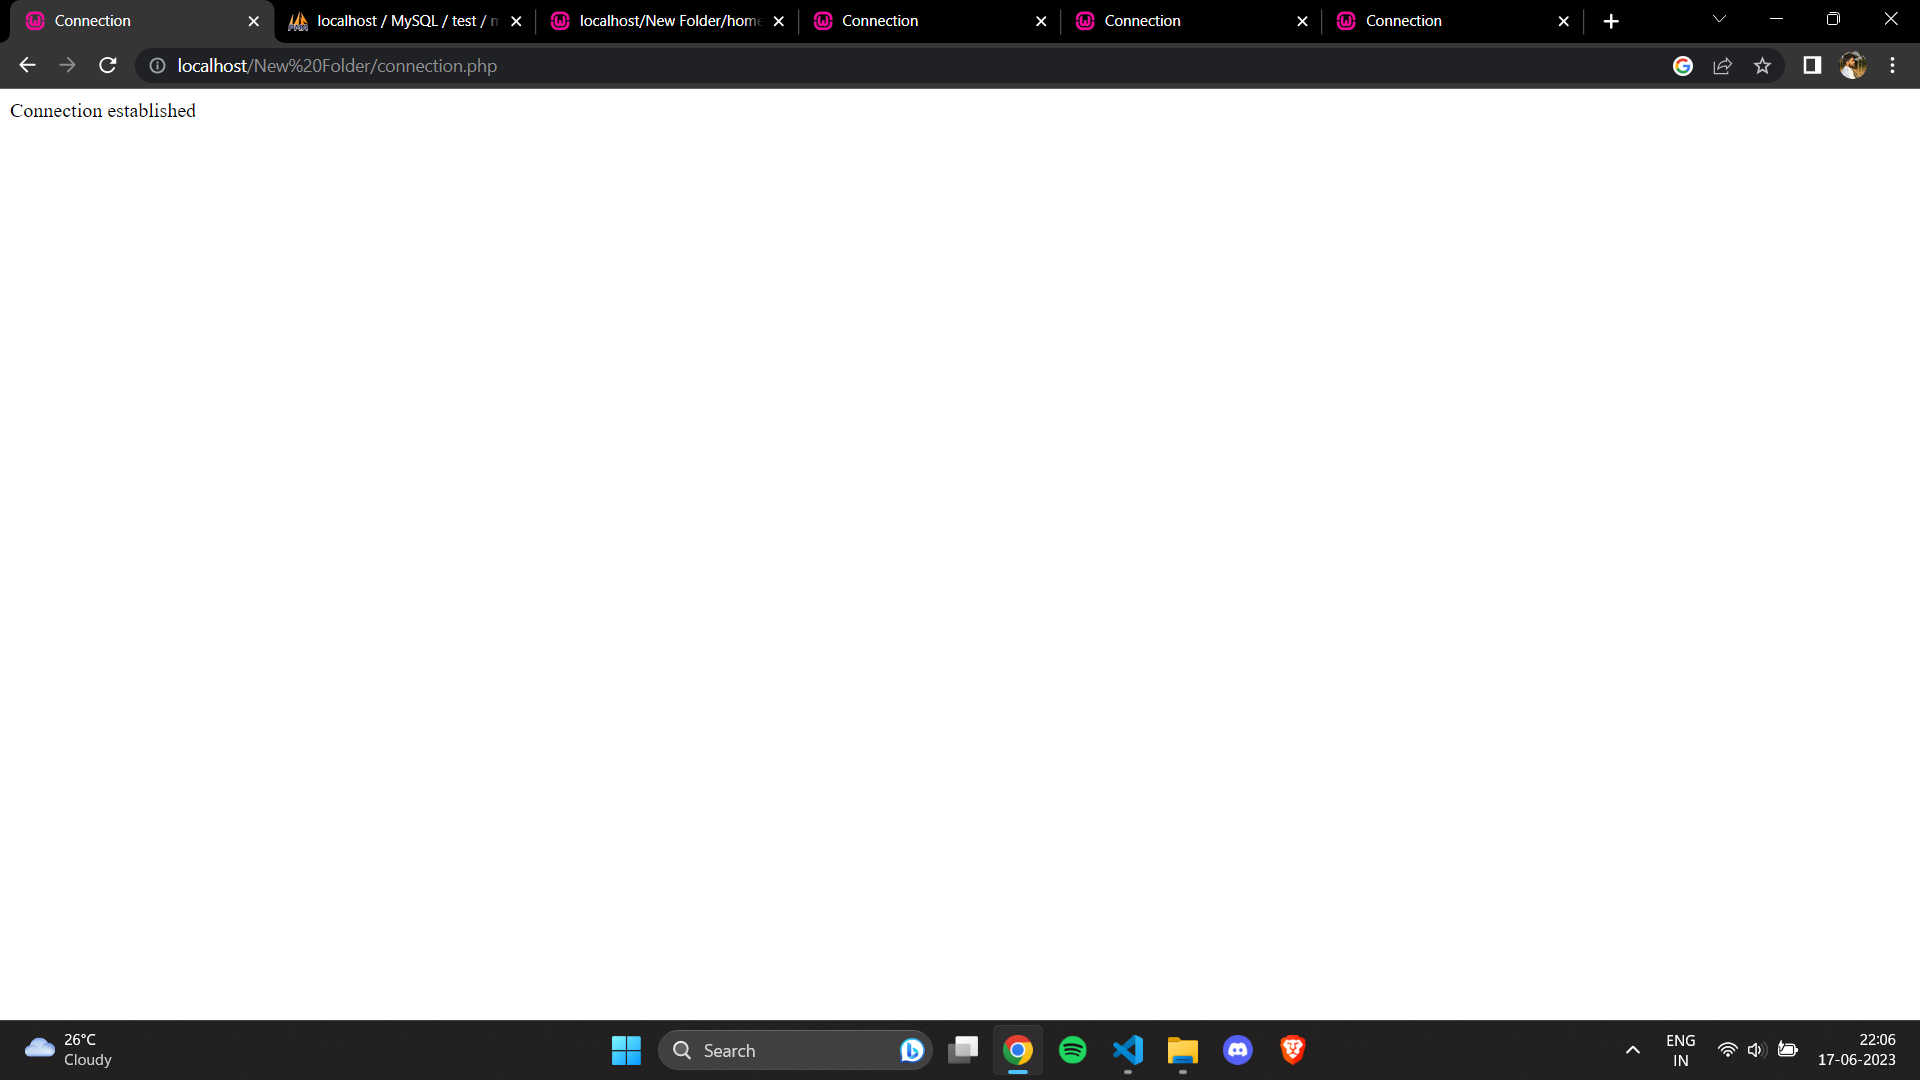 Connection
localhost / MySQL / test / m
localhost/New Folder/home
Connection
Connection
Connection
localhost/New%20Folder/connection.php
Connection established
26°C
Cloudy
Search
ENG
IN
22:06
17-06-2023